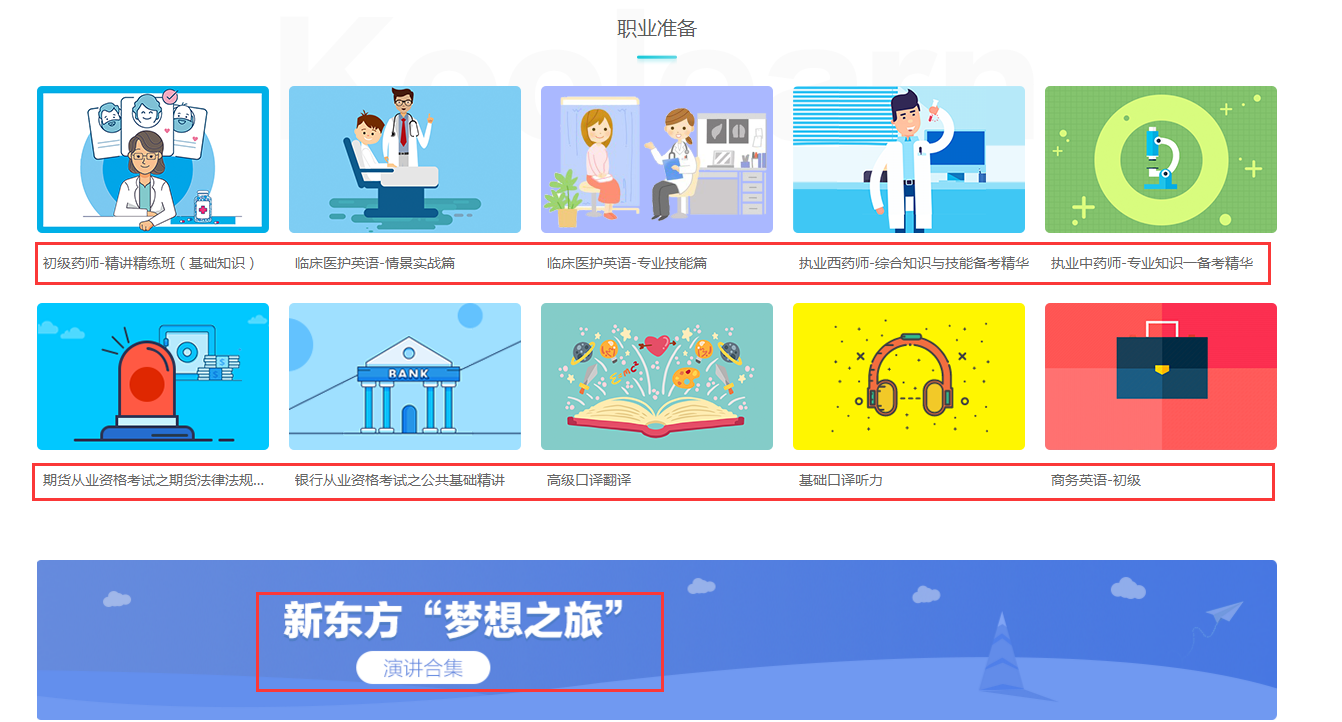 Koolearn
职业准备
初级药师-精讲精练班（基础知识）
临床医护英语-情景实战篇
临床医护英语-专业技能篇
执业西药师-综合知识与技能备考精华
执业中药师-专业知识一备考精华
BANK
E=mc²
期货从业资格考试之期货法律法规...
银行从业资格考试之公共基础精讲
高级口译翻译
基础口译听力
商务英语-初级
新东方“梦想之旅”
演讲合集